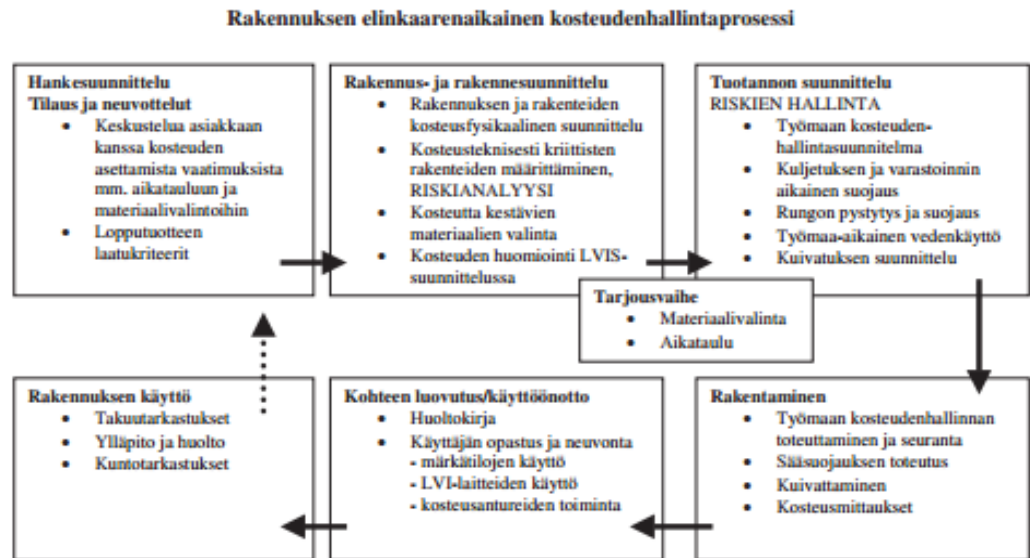 Rakennuksen elinkaarenaikainen kosteudenhallintaprosessi
Hankesuunnittelu
Tilaus ja neuvottelut
• Keskustelua asiakkaan
kanssa kosteuden
asettamista vaatimuksista
mm. aikatauluun ja
materiaalivalintoihin
• Lopputuotteen
laatukriteerit
Rakennus- ja rakennesuunnittelu
• Rakennuksen ja rakenteiden
kosteusfysikaalinen suunnittelu
• Kosteusteknisesti kriittisten
rakenteiden määrittäminen,
RISKIANALYYSI
• Kosteutta kestävien
materiaalien valinta
• Kosteuden huomiointi LVIS-
suunnittelussa
Tuotannon suunnittelu
RISKIEN HALLINTA
• Työmaan kosteuden-
hallintasuunnitelma
• Kuljetuksen ja varastoinnin
aikainen suojaus
• Rungon pystytys ja suojaus
• Työmaa-aikainen vedenkäyttö
• Kuivatuksen suunnittelu
Tarjousvaihe
• Materiaalivalinta
• Aikataulu
Rakennuksen käyttö
• Takuutarkastukset
• Ylläpito ja huolto
• Kuntotarkastukset
Kohteen luovutus/käyttöönotto
• Huoltokirja
• Käyttäjän opastus ja neuvonta
- märkätilojen käyttö
- LVI-laitteiden käyttö
- kosteusantureiden toiminta
Rakentaminen
• Työmaan kosteudenhallinnan
toteuttaminen ja seuranta
• Sääsuojauksen toteutus
• Kuivattaminen
• Kosteusmittaukset